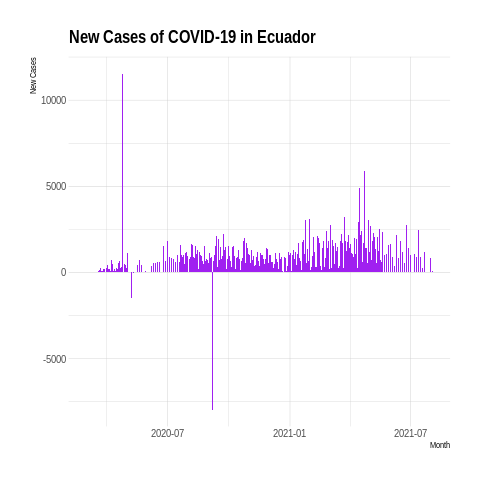 New Cases of COVID-19 in Ecuador
New Cases
10000
5000
0
-5000
2020-07
2021-01
2021-07
Month